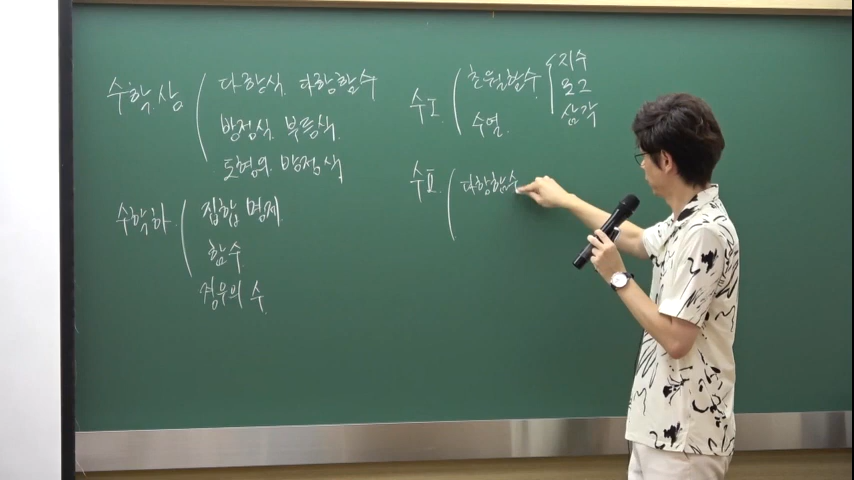 수학.상
다항식. 다항함수
방정식. 부등식.
도형의 방정식
수학하
집합 명제.
함수
경우의 수.
수I.
초월함수.
지수
로그
삼각
수열.
수II.
다항함수